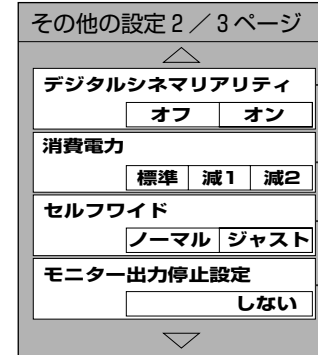 その他の設定2／3ページ
デジタルシネマリアリティ
オフ オン
消費電力
標準 減1 減2
セルフワイド
ノーマル ジャスト
モニター出力停止設定
しない